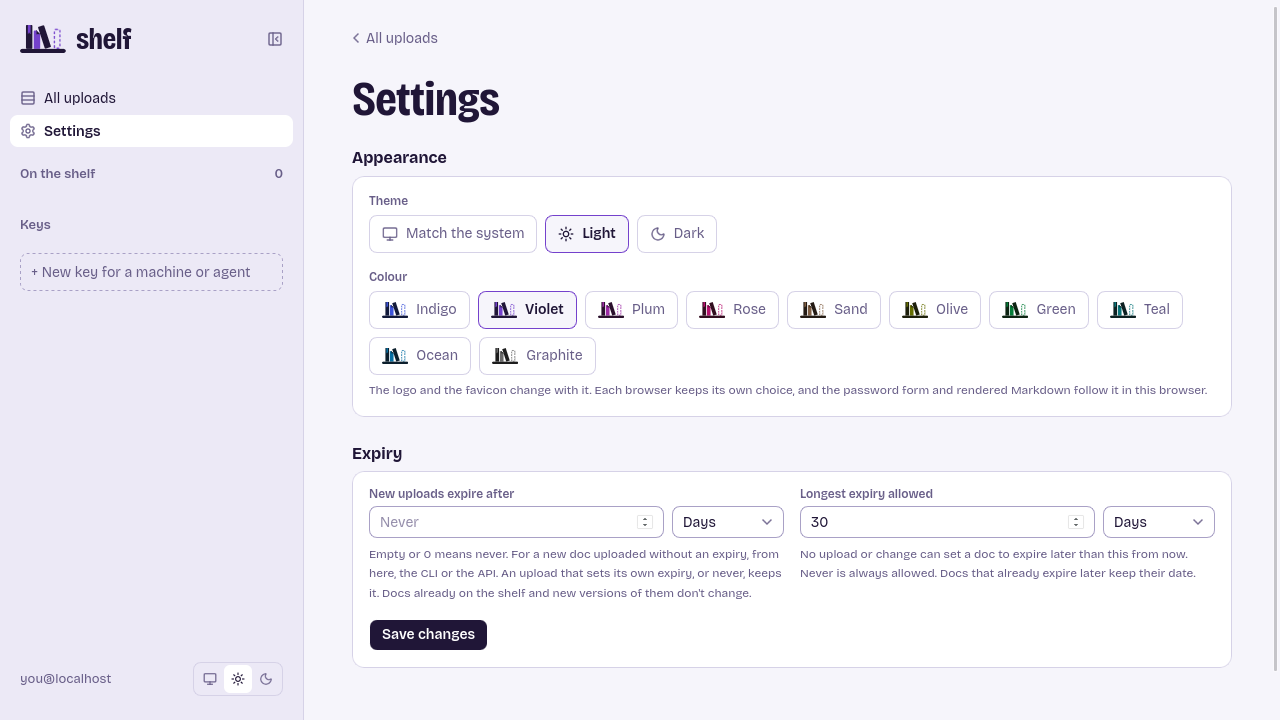 shelf
All uploads
Settings
On the shelf 0
Keys
+ New key for a machine or agent
you@localhost
All uploads
Settings
Appearance
Theme
Match the system Light Dark
Colour
Indigo Violet Plum Rose Sand Olive Green Teal
Ocean Graphite
The logo and the favicon change with it. Each browser keeps its own choice, and the password form and rendered Markdown follow it in this browser.
Expiry
New uploads expire after
Never Days
Empty or 0 means never. For a new doc uploaded without an expiry, from
here, the CLI or the API. An upload that sets its own expiry, or never, keeps
it. Docs already on the shelf and new versions of them don't change.
Longest expiry allowed
30 Days
No upload or change can set a doc to expire later than this from now.
Never is always allowed. Docs that already expire later keep their date.
Save changes